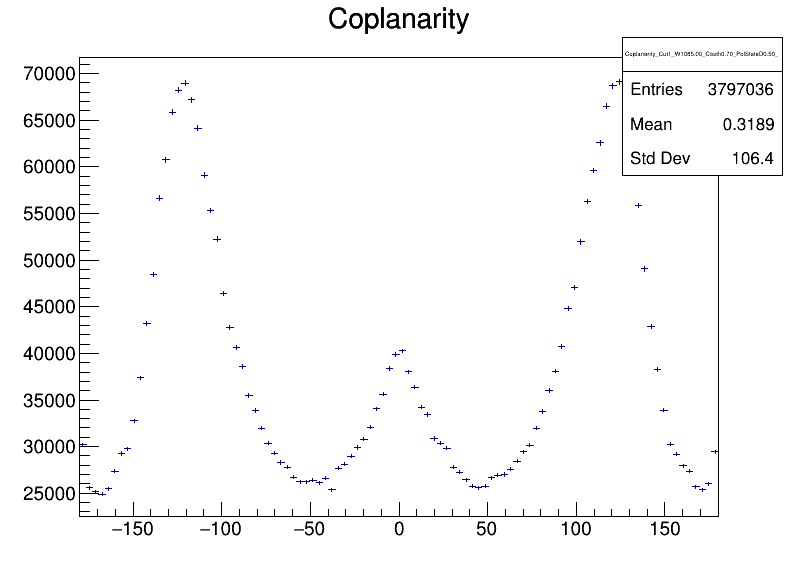 Coplanarity
Coplanarity_Cut1_W1085.00_Costh0.70_PolStateD0.50_
Entries 3797036
Mean 0.3189
Std Dev 106.4
70000
65000
60000
55000
50000
45000
40000
35000
30000
25000
−150 −100 −50 0 50 100 150